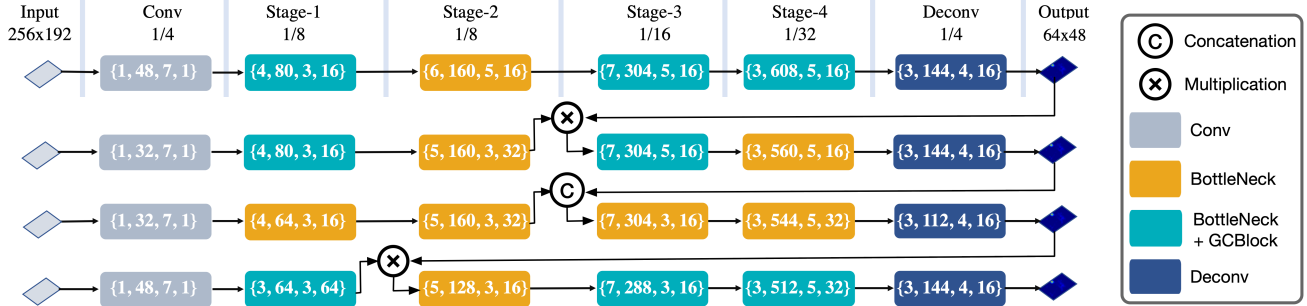 Input Conv Stage-1 Stage-2 Stage-3 Stage-4 Deconv Output
256x192 1/4 1/8 1/8 1/16 1/32 1/4 64x48
{1, 48, 7, 1} {4, 80, 3, 16} {6, 160, 5, 16} {7, 304, 5, 16} {3, 608, 5, 16} {3, 144, 4, 16}
{1, 32, 7, 1} {4, 80, 3, 16} {5, 160, 3, 32} {7, 304, 5, 16} {3, 560, 5, 16} {3, 144, 4, 16}
C
{1, 32, 7, 1} {4, 64, 3, 16} {5, 160, 3, 32} {7, 304, 3, 16} {3, 544, 5, 32} {3, 112, 4, 16}
{1, 48, 7, 1} {3, 64, 3, 64} {5, 128, 3, 16} {7, 288, 3, 16} {3, 512, 5, 32} {3, 144, 4, 16}
C Concatenation
Multiplication
Conv
BottleNeck
BottleNeck
+ GCBlock
Deconv